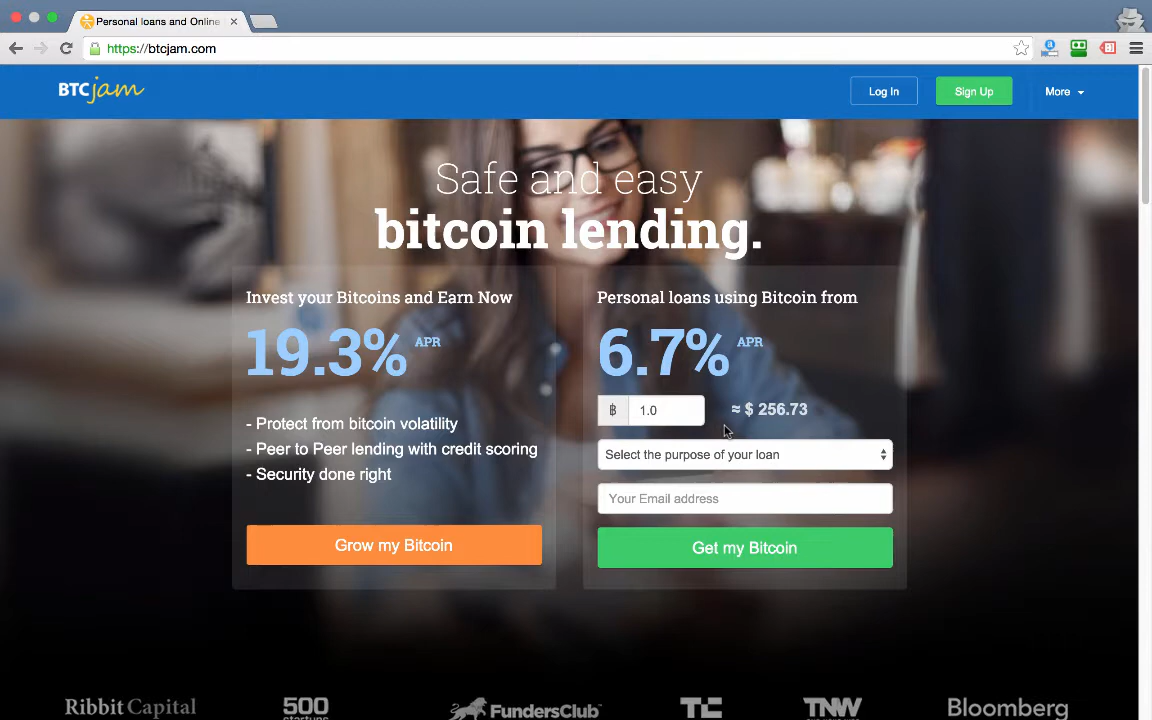 Personal loans and Online
https://btcjam.com
BTCjam
Log In
Sign Up
More
Safe and easy
bitcoin lending.
Invest your Bitcoins and Earn Now
19.3% APR
- Protect from bitcoin volatility
- Peer to Peer lending with credit scoring
- Security done right
Grow my Bitcoin
Personal loans using Bitcoin from
6.7% APR
฿ 1.0 ≈ $ 256.73
Select the purpose of your loan
Your Email address
Get my Bitcoin
Ribbit Capital
500
startups
FundersClub
TC
TNW
Bloomberg